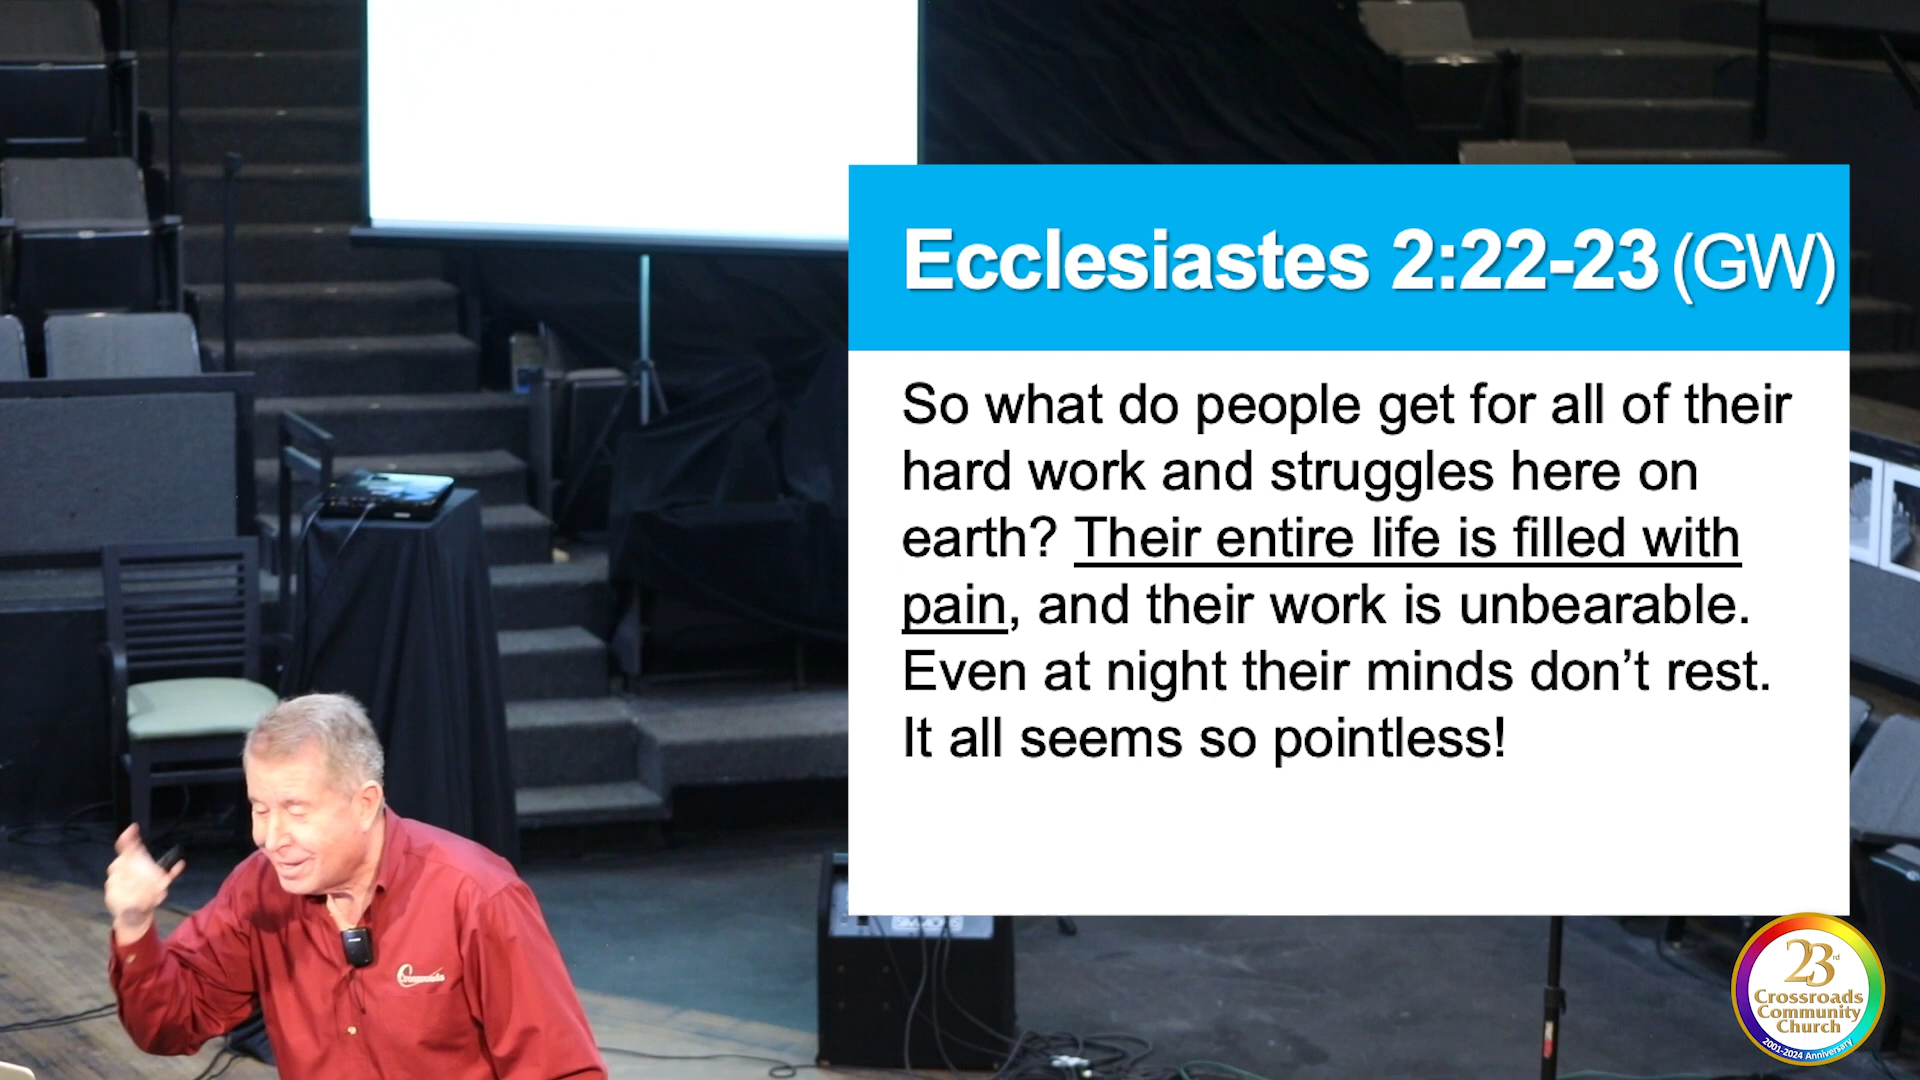 Ecclesiastes 2:22-23 (GW)
So what do people get for all of their
hard work and struggles here on
earth? Their entire life is filled with
pain, and their work is unbearable.
Even at night their minds don’t rest.
It all seems so pointless!
Crossroads
SIMMONS
23rd
Crossroads
Community
Church
2001-2024 Anniversary